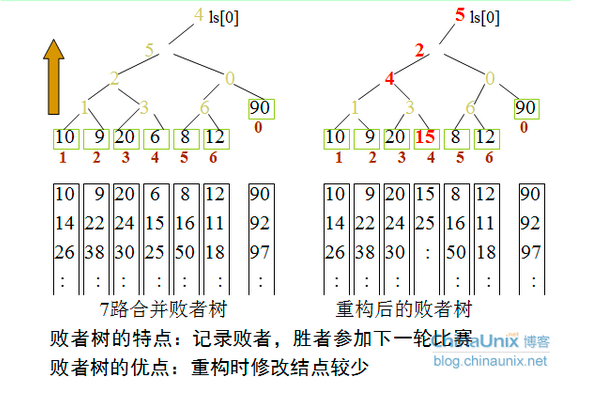 4 ls[0] 5 ls[0]
5 2
2 0 4 0
1 3 6 90 1 3 6 90
10 9 20 6 8 12 0 10 9 20 15 8 12 0
1 2 3 4 5 6 1 2 3 4 5 6
10 9 20 6 8 12 90 10 9 20 15 8 12 90
14 22 24 15 16 11 92 14 22 24 25 16 11 92
26 38 30 25 50 18 97 26 38 30 : 50 18 97
: : : : : : : : : : : : :
7路合并败者树 重构后的败者树
败者树的特点：记录败者，胜者参加下一轮比赛
败者树的优点：重构时修改结点较少
ChinaUnix.net 博客
blog.chinaunix.net